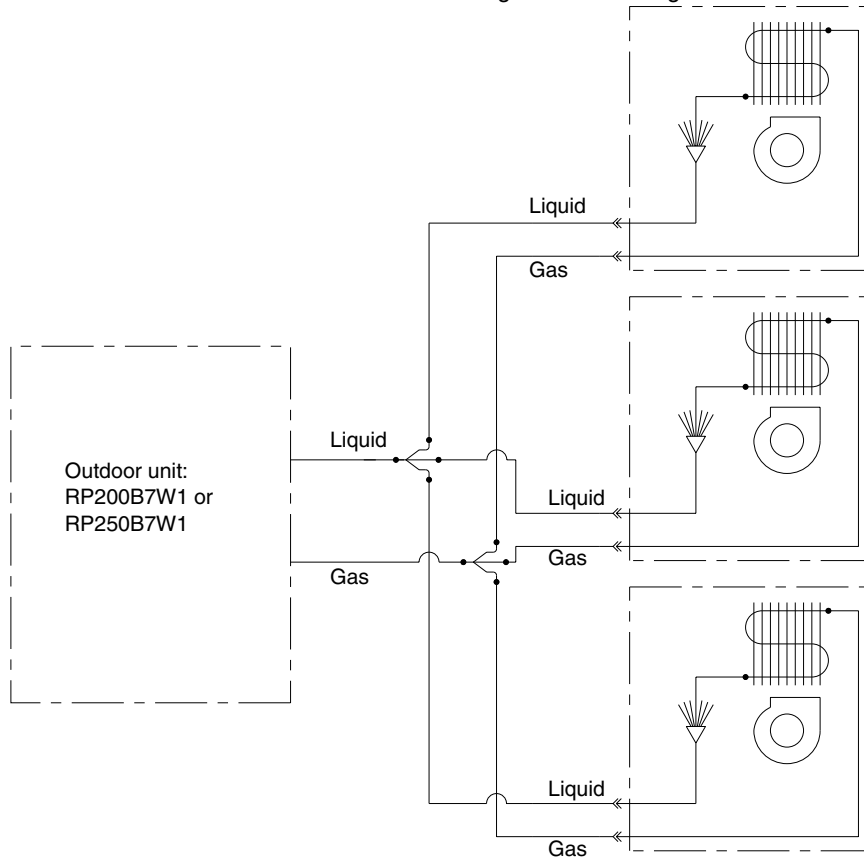 Liquid
Gas
Liquid
Outdoor unit:
RP200B7W1 or
RP250B7W1
Liquid
Gas
Gas
Liquid
Gas